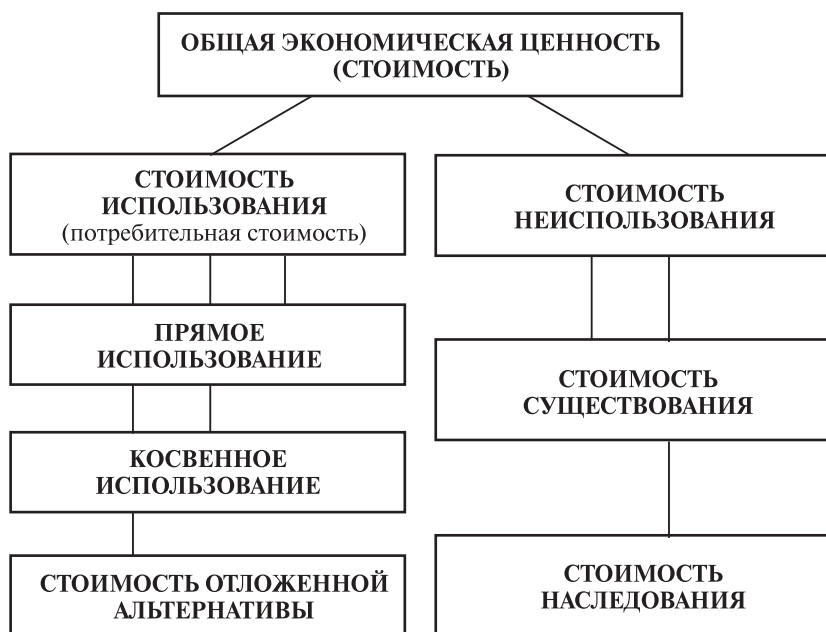 ОБЩАЯ ЭКОНОМИЧЕСКАЯ ЦЕННОСТЬ
(СТОИМОСТЬ)
СТОИМОСТЬ
ИСПОЛЬЗОВАНИЯ
(потребительная стоимость)
ПРЯМОЕ
ИСПОЛЬЗОВАНИЕ
КОСВЕННОЕ
ИСПОЛЬЗОВАНИЕ
СТОИМОСТЬ ОТЛОЖЕННОЙ
АЛЬТЕРНАТИВЫ
СТОИМОСТЬ
НЕИСПОЛЬЗОВАНИЯ
СТОИМОСТЬ
СУЩЕСТВОВАНИЯ
СТОИМОСТЬ
НАСЛЕДОВАНИЯ